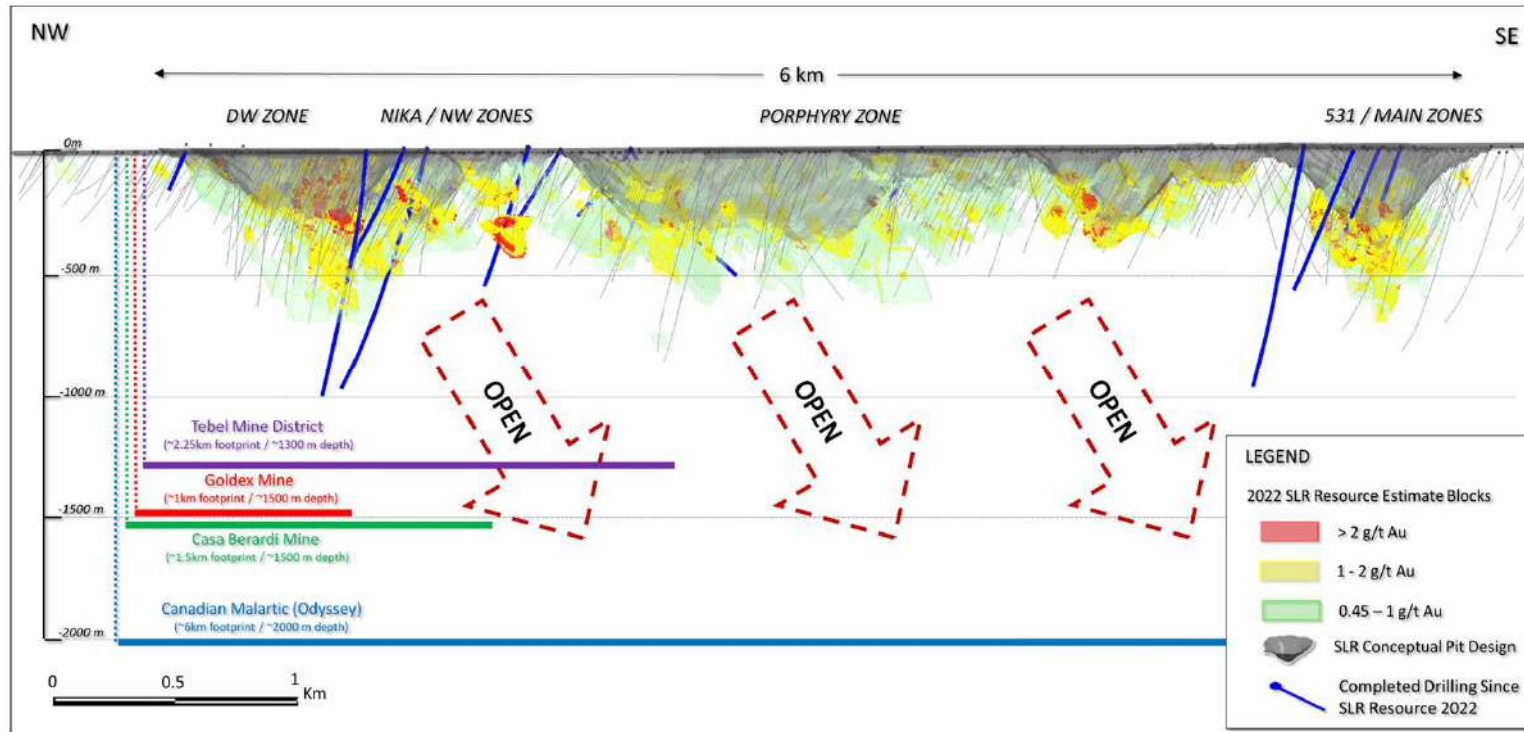 NW
SE
6 km
DW ZONE
NIKA / NW ZONES
PORPHYRY ZONE
531 / MAIN ZONES
0m
-500 m
-1000 m
-1500 m
-2000 m
OPEN
OPEN
OPEN
Tebel Mine District
(~2.25km footprint / ~1300 m depth)
Goldex Mine
(~1km footprint / ~1500 m depth)
Casa Berardi Mine
(~1.5km footprint / ~1500 m depth)
Canadian Malartic (Odyssey)
(~6km footprint / ~2000 m depth)
0 0.5 1
Km
LEGEND
2022 SLR Resource Estimate Blocks
> 2 g/t Au
1 - 2 g/t Au
0.45 – 1 g/t Au
SLR Conceptual Pit Design
Completed Drilling Since
SLR Resource 2022